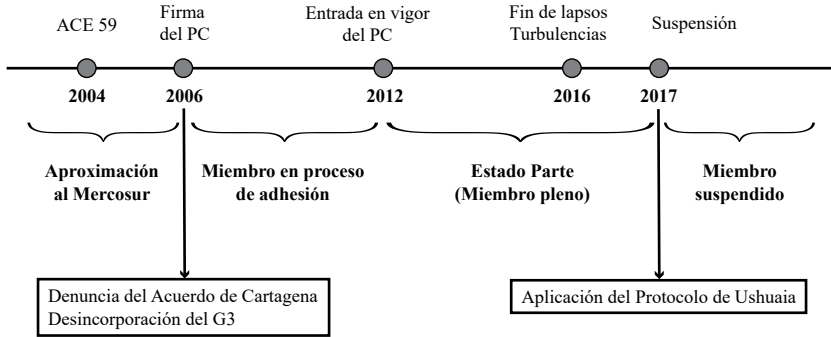 ACE 59
Firma
del PC
Entrada en vigor
del PC
Fin de lapsos
Turbulencias
Suspensión
2004
2006
2012
2016
2017
Aproximación
al Mercosur
Miembro en proceso
de adhesión
Estado Parte
(Miembro pleno)
Miembro
suspendido
Denuncia del Acuerdo de Cartagena
Desincorporación del G3
Aplicación del Protocolo de Ushuaia